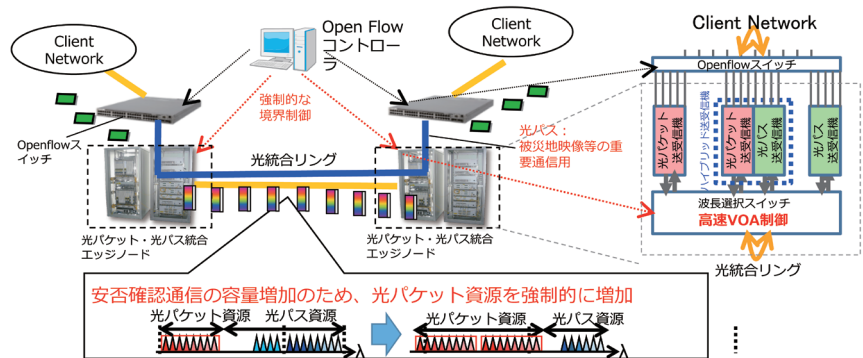 Client
Network
Open Flow
コントロー
ラ
Client
Network
強制的な
境界制御
Openflowス
イッチ
光統合リング
光パス：
被災地映像等の重
要通信用
光パケット・光パス統合
エッジノード
光パケット・光パス統合
エッジノード
Client Network
Openflowスイッチ
光パケット
送受信機
ハイブリッド送受信機
光パケット
送受信機
光パス
送受信機
光パス
送受信機
波長選択スイッチ
高速VOA制御
光統合リング
安否確認通信の容量増加のため、光パケット資源を強制的に増加
光パケット資源
光パス資源
λ
光パケット資源
光パス資源
λ